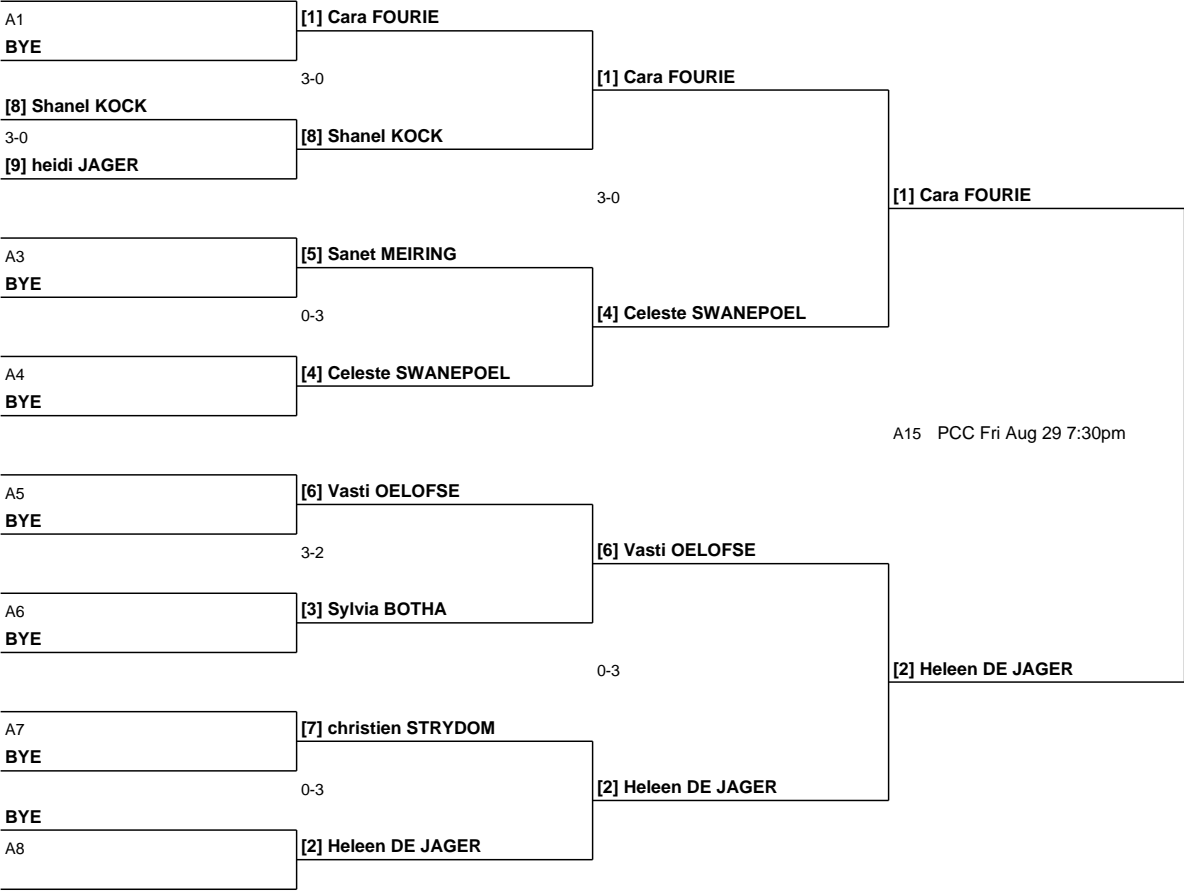 A1
BYE
[8] Shanel KOCK
3-0
[9] heidi JAGER
A3
BYE
A4
BYE
A5
BYE
A6
BYE
A7
BYE
BYE
A8
[1] Cara FOURIE
3-0
[8] Shanel KOCK
[5] Sanet MEIRING
0-3
[4] Celeste SWANEPOEL
[6] Vasti OELOFSE
3-2
[3] Sylvia BOTHA
[7] christien STRYDOM
0-3
[2] Heleen DE JAGER
[1] Cara FOURIE
3-0
[4] Celeste SWANEPOEL
[6] Vasti OELOFSE
0-3
[2] Heleen DE JAGER
[1] Cara FOURIE
A15 PCC Fri Aug 29 7:30pm
[2] Heleen DE JAGER